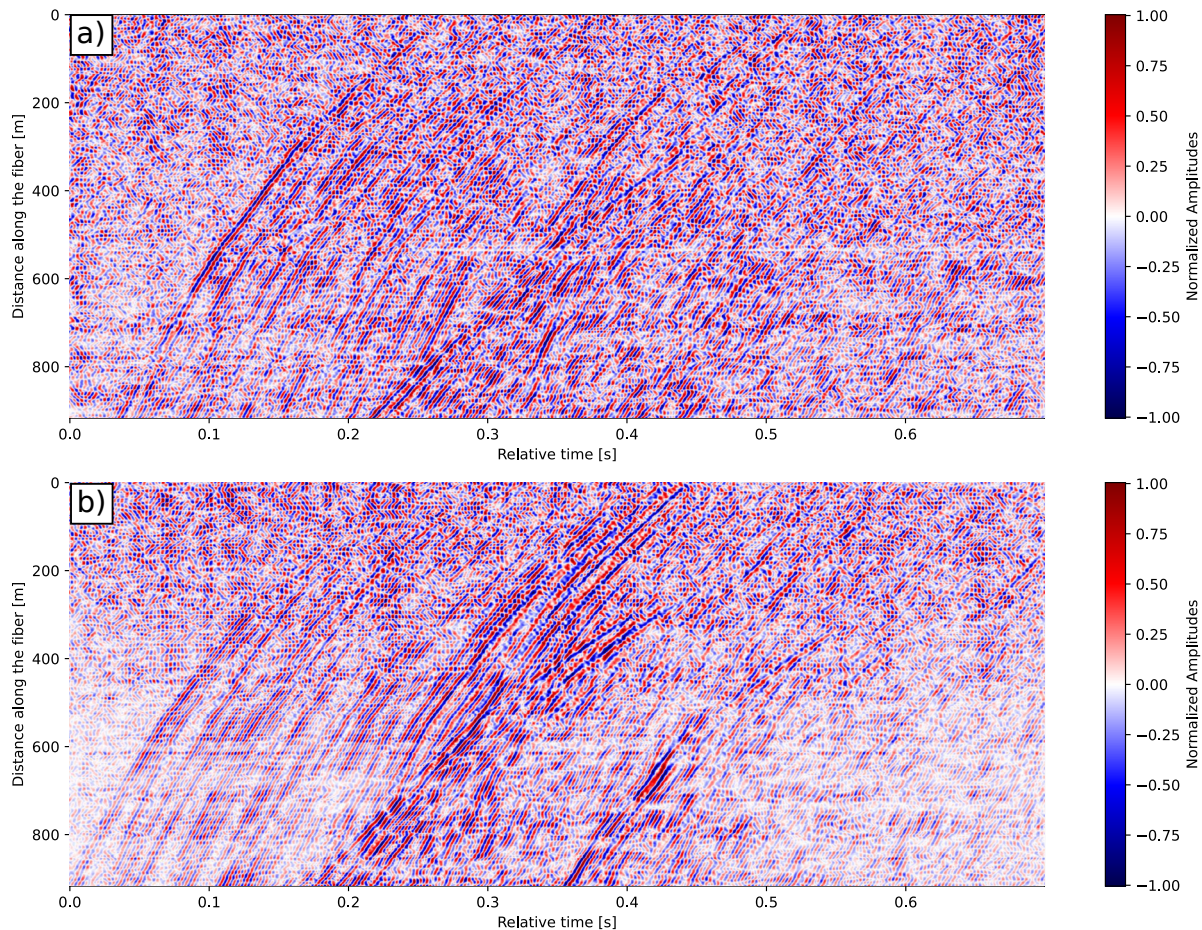 a)
0
200
400
600
800
Distance along the fiber [m]
0.0 0.1 0.2 0.3 0.4 0.5 0.6
Relative time [s]
1.00
0.75
0.50
0.25
0.00
−0.25
−0.50
−0.75
−1.00
Normalized Amplitudes
b)
0
200
400
600
800
Distance along the fiber [m]
0.0 0.1 0.2 0.3 0.4 0.5 0.6
Relative time [s]
1.00
0.75
0.50
0.25
0.00
−0.25
−0.50
−0.75
−1.00
Normalized Amplitudes